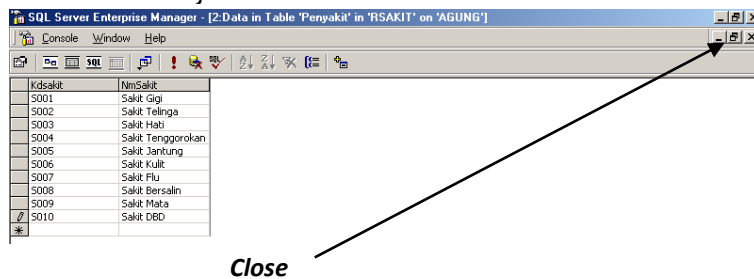 SQL Server Enterprise Manager - [2:Data in Table 'Penyakit' in 'RSAKIT' on 'AGUNG']
Console Window Help
SQL
Kdsakit NmSakit
S001 Sakit Gigi
S002 Sakit Telinga
S003 Sakit Hati
S004 Sakit Tenggorokan
S005 Sakit Jantung
S006 Sakit Kulit
S007 Sakit Flu
S008 Sakit Bersalin
S009 Sakit Mata
S010 Sakit DBD
Close